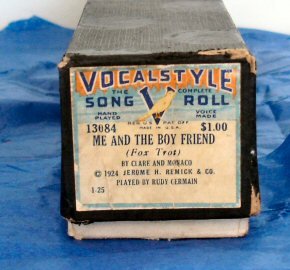 VOCALSTYLE
THE COMPLETE
SONG ROLL
HAND PLAYED VOICE MADE
REG. U.S. PAT. OFF.
MADE IN U.S.A.
13084 $1.00
ME AND THE BOY FRIEND
(Fox Trot)
BY CLARE AND MONACO
© 1924 JEROME H. REMICK & CO.
PLAYED BY RUDY GERMAIN
1-25